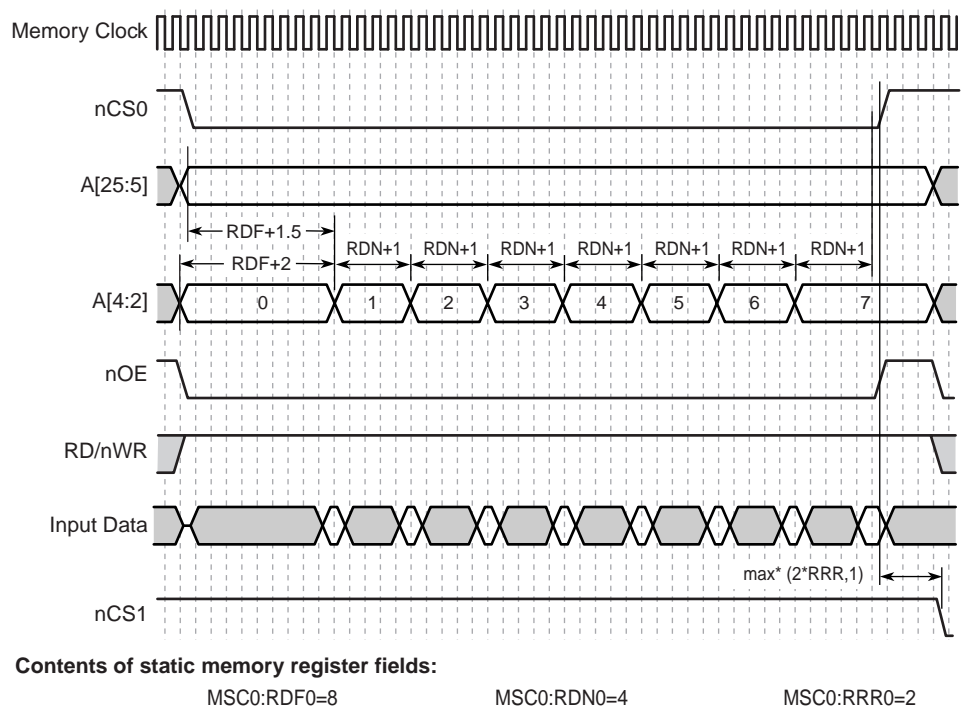 Memory Clock
nCS0
A[25:5]
RDF+1.5
RDF+2
RDN+1 RDN+1 RDN+1 RDN+1 RDN+1 RDN+1 RDN+1
A[4:2]
0 1 2 3 4 5 6 7
nOE
RD/nWR
Input Data
max* (2*RRR,1)
nCS1
Contents of static memory register fields:
MSC0:RDF0=8 MSC0:RDN0=4 MSC0:RRR0=2